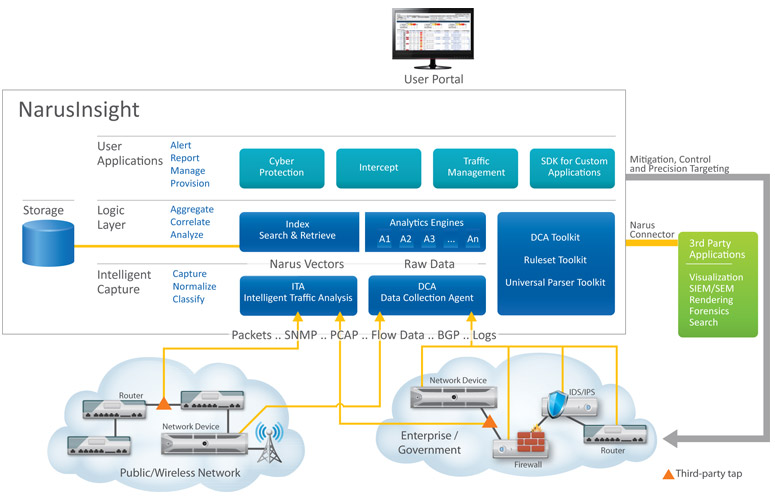 User Portal
NarusInsight
User
Applications
Alert
Report
Manage
Provision
Cyber
Protection
Intercept
Traffic
Management
SDK for Custom
Applications
Mitigation, Control
and Precision Targeting
Storage
Logic
Layer
Aggregate
Correlate
Analyze
Index
Search & Retrieve
Analytics Engines
A1 A2 A3 ... An
DCA Toolkit
Ruleset Toolkit
Universal Parser Toolkit
Narus
Connector
3rd Party
Applications
Visualization
SIEM/SEM
Rendering
Forensics
Search
Narus Vectors
Raw Data
Intelligent
Capture
Capture
Normalize
Classify
ITA
Intelligent Traffic Analysis
DCA
Data Collection Agent
Packets .. SNMP .. PCAP .. Flow Data .. BGP .. Logs
Router
Network Device
Public/Wireless Network
Network Device
IDS/IPS
Enterprise /
Government
Firewall
Router
Third-party tap